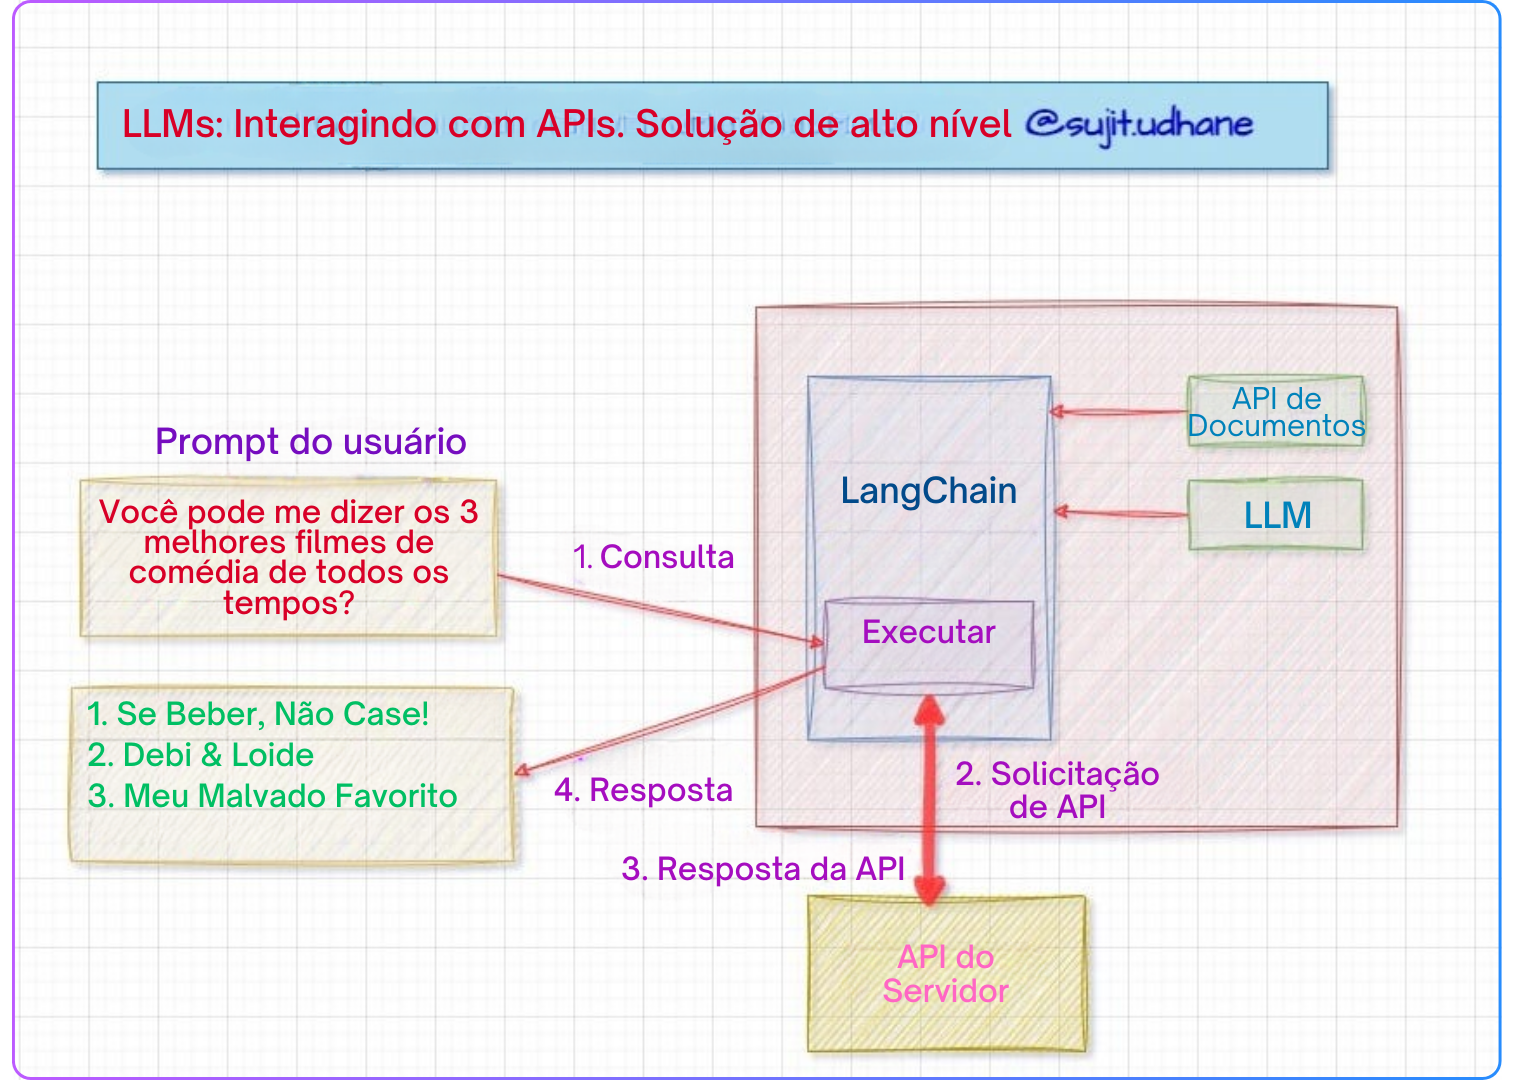 LLMs: Interagindo com APIs. Solução de alto nível @sujit.udhane
Prompt do usuário
Você pode me dizer os 3
melhores filmes de
comédia de todos os
tempos?
1. Consulta
LangChain
API de
Documentos
LLM
Executar
1. Se Beber, Não Case!
2. Debi & Loide
3. Meu Malvado Favorito
4. Resposta
2. Solicitação
de API
3. Resposta da API
API do
Servidor